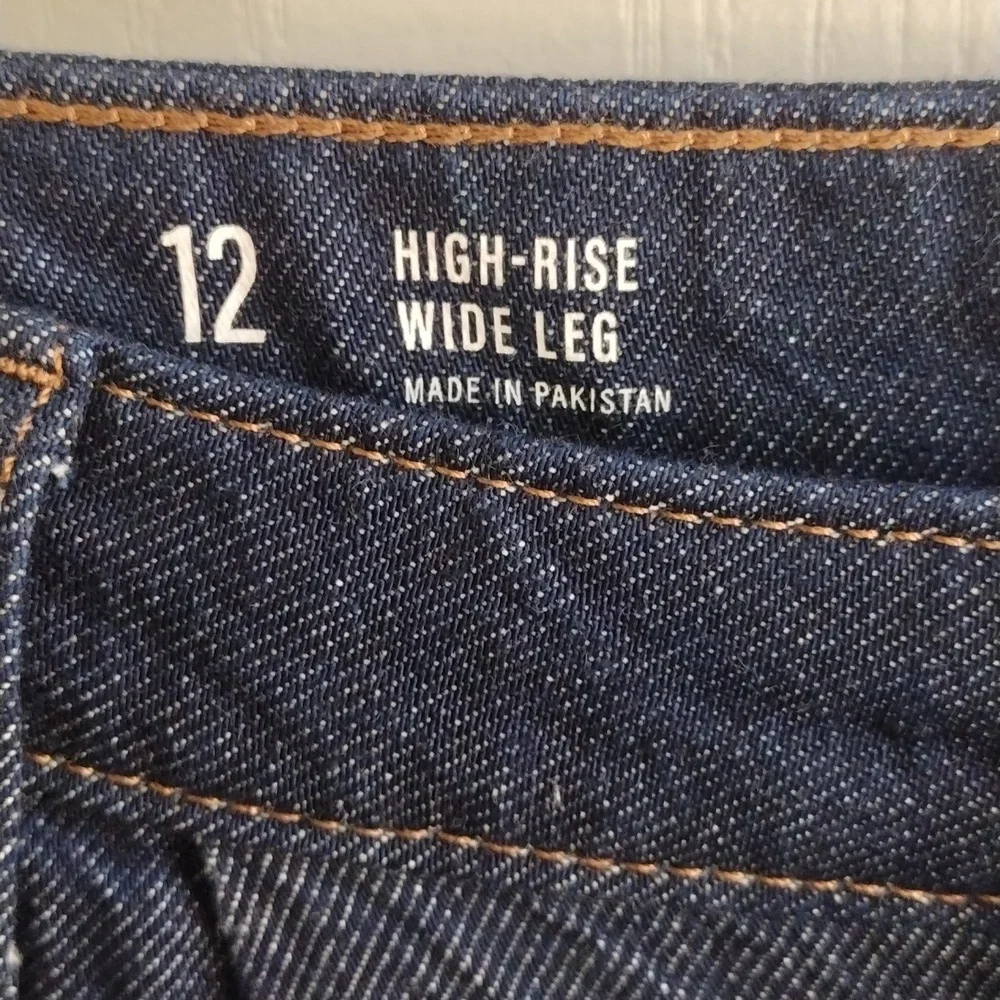 12
HIGH-RISE
WIDE LEG
MADE IN PAKISTAN